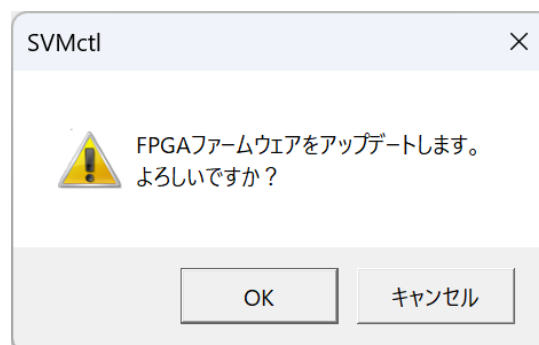 SVMctl
FPGAファームウェアをアップデートします。
よろしいですか？
OK
キャンセル